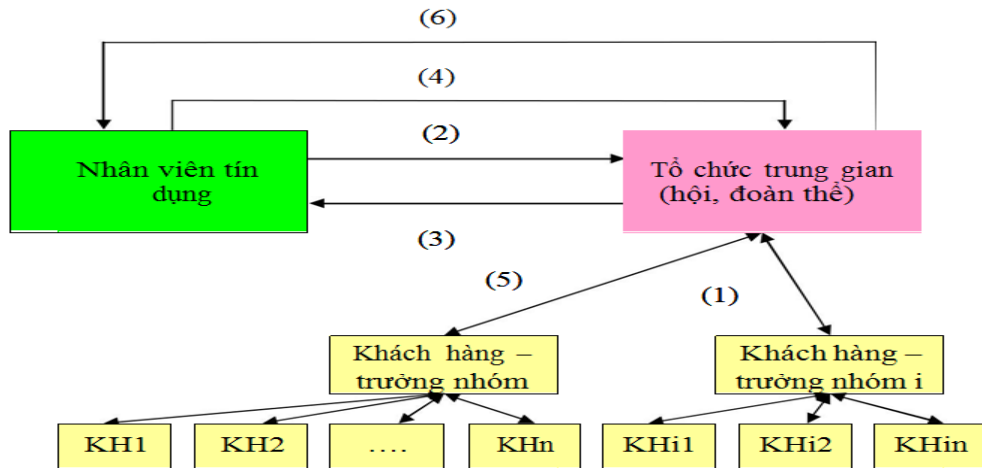 (6)
(4)
(2)
Nhân viên tín
dụng
Tổ chức trung gian
(hội, đoàn thể)
(3)
(5)
(1)
Khách hàng –
trưởng nhóm
Khách hàng –
trưởng nhóm i
KH1
KH2
....
KHn
KHi1
KHi2
KHin